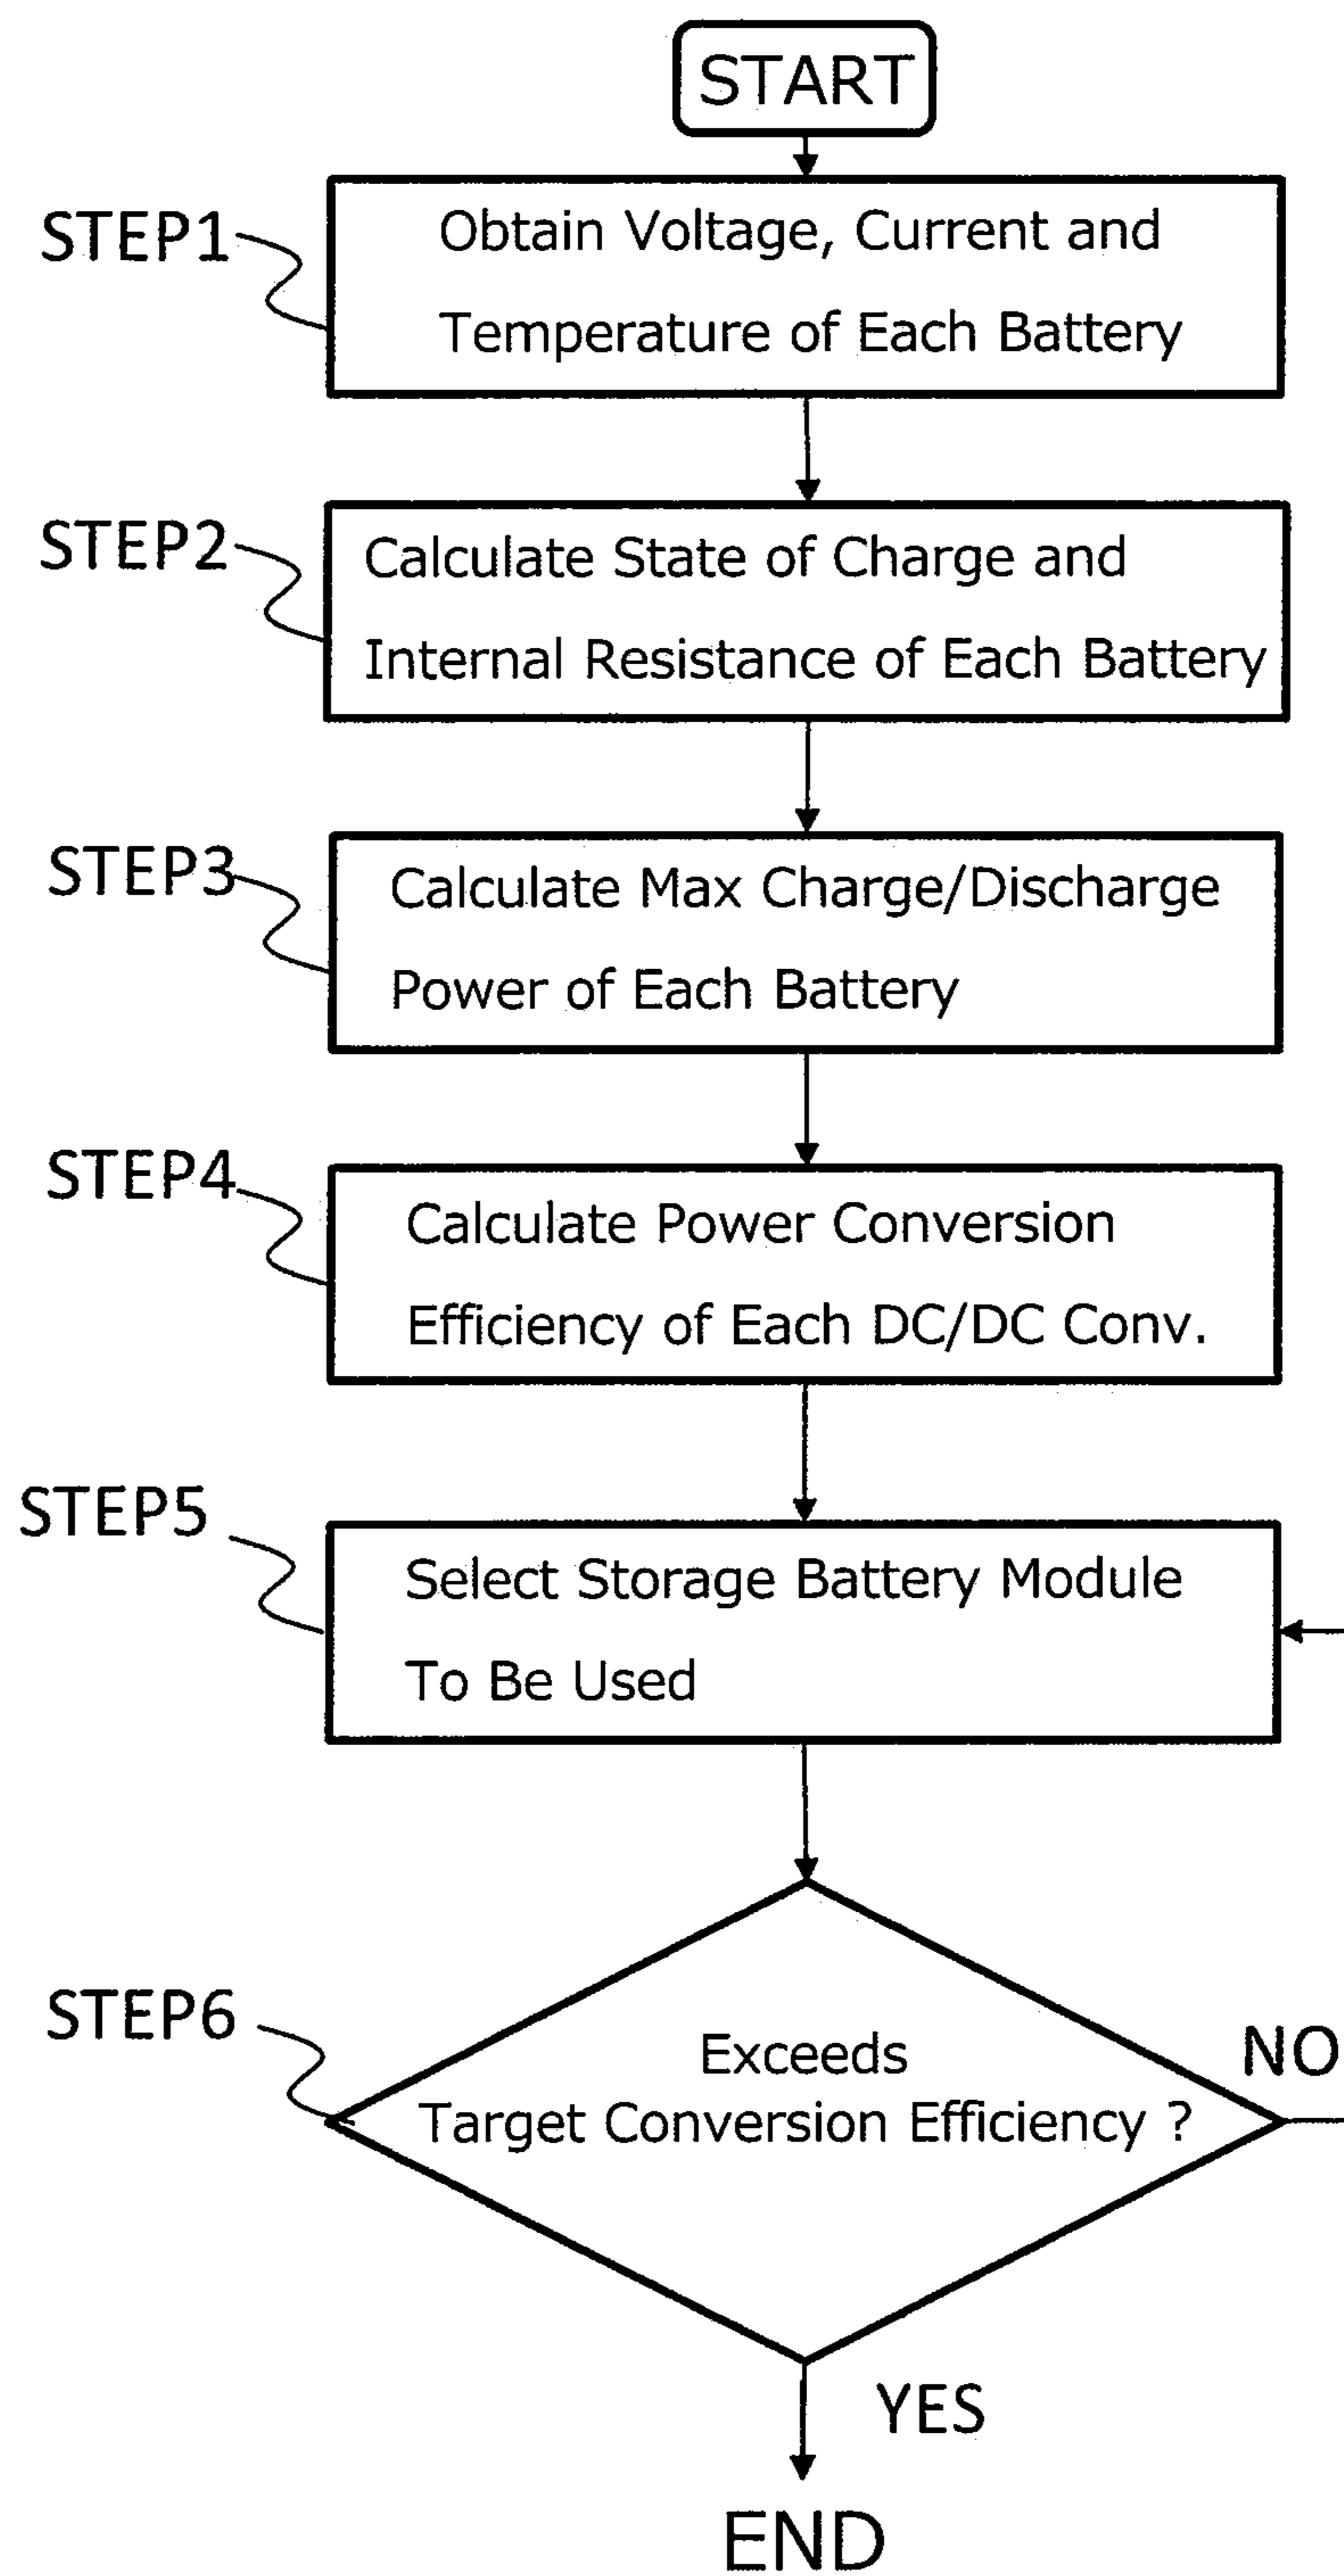 START
STEP1
Obtain Voltage, Current and
Temperature of Each Battery
STEP2
Calculate State of Charge and
Internal Resistance of Each Battery
STEP3
Calculate Max Charge/Discharge
Power of Each Battery
STEP4
Calculate Power Conversion
Efficiency of Each DC/DC Conv.
STEP5
Select Storage Battery Module
To Be Used
STEP6
Exceeds
Target Conversion Efficiency ?
NO
YES
END